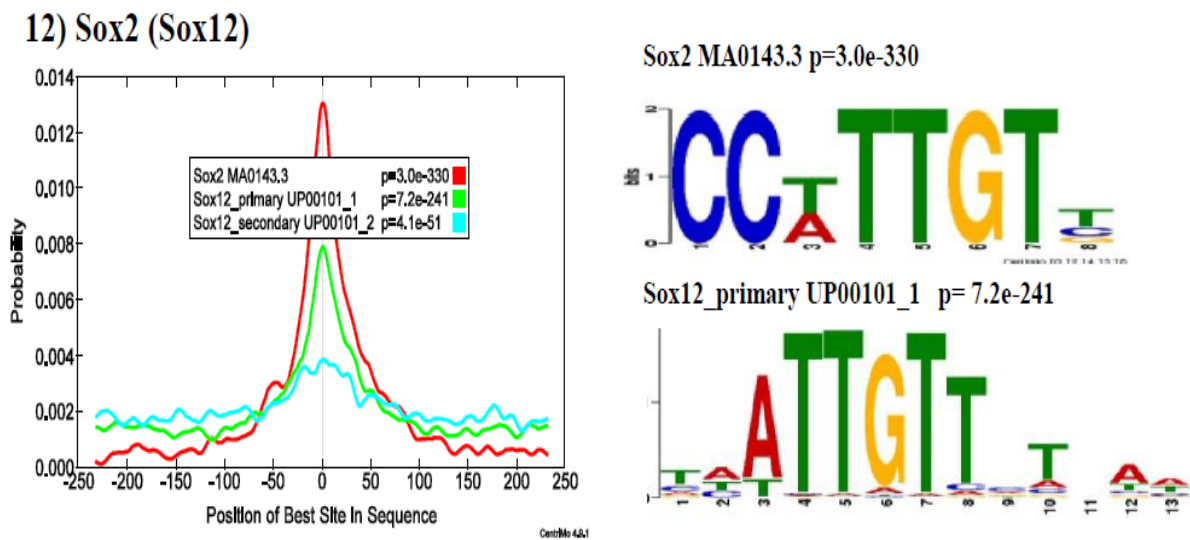 12) Sox2 (Sox12)
0.014
0.012
0.010
0.008
0.006
0.004
0.002
0.000
Probability
Sox2 MA0143.3 p=3.0e-330
Sox12_primary UP00101_1 p=7.2e-241
Sox12_secondary UP00101_2 p=4.1e-51
-250 -200 -150 -100 -50 0 50 100 150 200 250
Position of Best Site in Sequence
CentriMo 4.9.1
Sox2 MA0143.3 p=3.0e-330
2
1
0
bits
CCTTTGTT
A C
1 2 3 4 5 6 7 8
Sox12_primary UP00101_1 p= 7.2e-241
ATTGTT
T
1 2 3 4 5 6 7 8 9 10 11 12 13